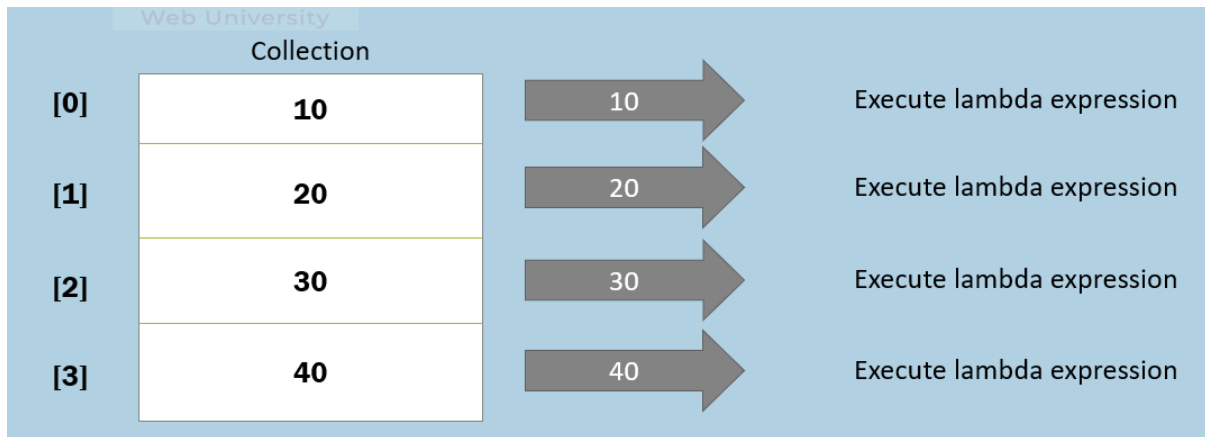 Web University
Collection
[0] 10 10 Execute lambda expression
[1] 20 20 Execute lambda expression
[2] 30 30 Execute lambda expression
[3] 40 40 Execute lambda expression